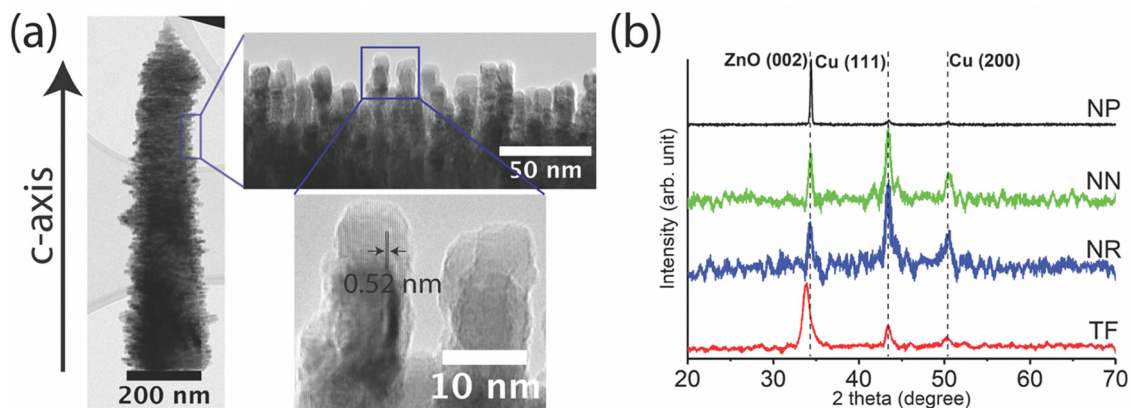 (a)
c-axis
200 nm
50 nm
0.52 nm
10 nm
(b)
ZnO (002) Cu (111) Cu (200)
NP
NN
NR
TF
Intensity (arb. unit)
20 30 40 50 60 70
2 theta (degree)